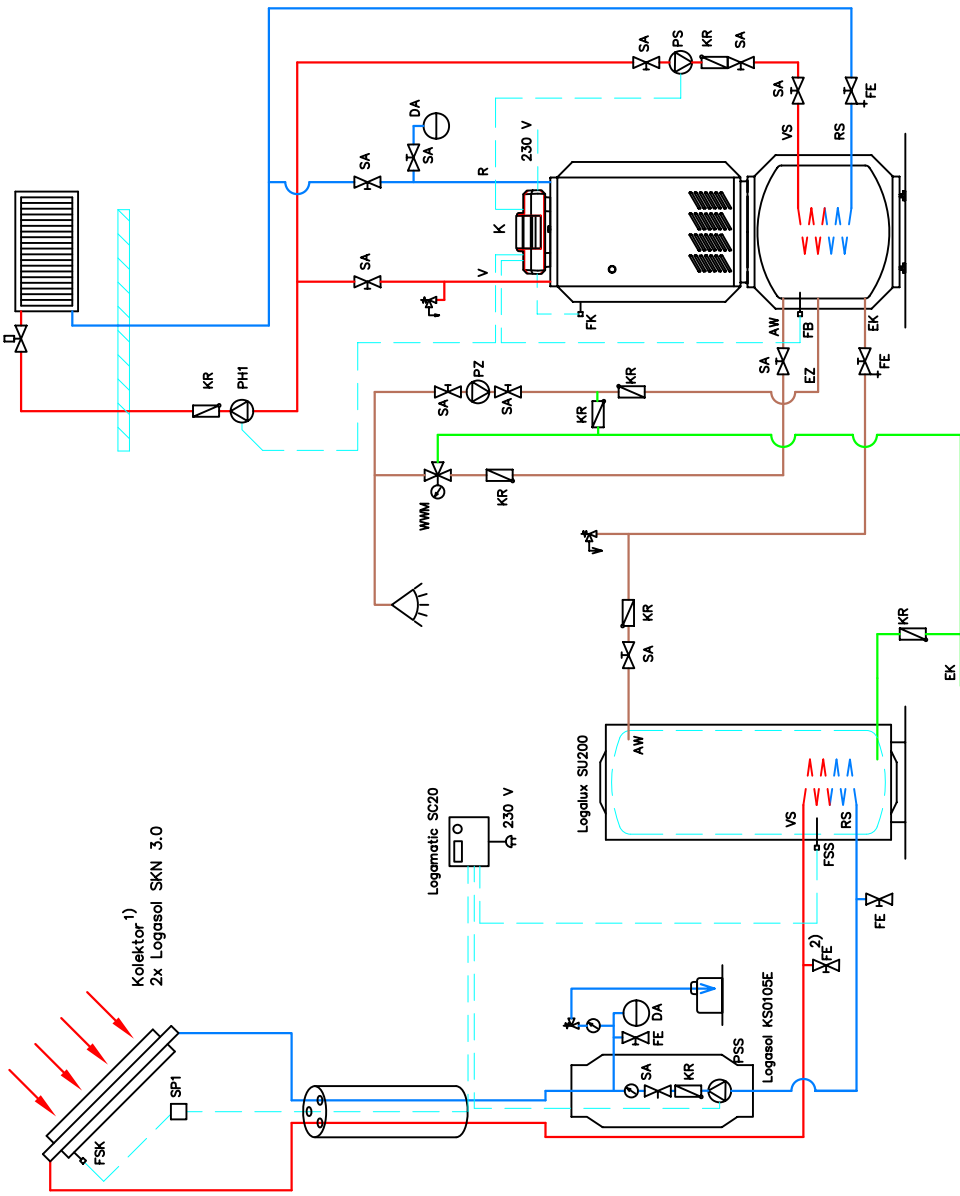 FSK
Kolektor 1)
2x Logasol SKN 3.0
SP1
KR
PH1
SA
SA
DA
WWM
SA
Logamatic SC20
SA
PZ
V
R
K
KR
SA
230 V
230 V
KR
Logalux SU200
FK
KR
AW
SA
SA
KR
SA
DA
FE
PS
KR
KR
PSS
SA
SA
Logasol KS0105E
AW
SA
VS
VS
FB
EZ
2)
FE
FSS
RS
RS
FE
EK
FE
FE
KR
EK